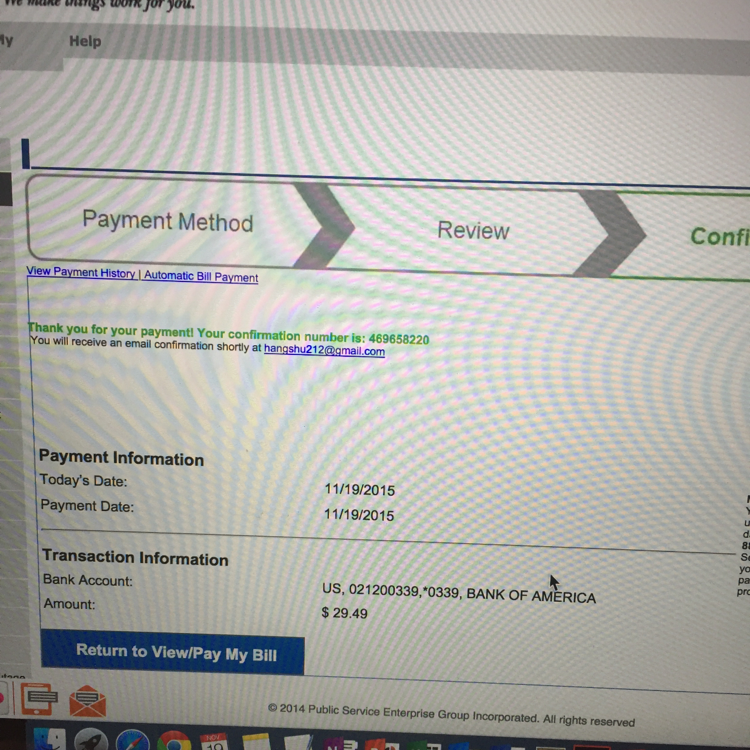 We make things work for you.
My Help
Payment Method Review Confi
View Payment History | Automatic Bill Payment
Thank you for your payment! Your confirmation number is: 469658220
You will receive an email confirmation shortly at hangshu212@gmail.com
Payment Information
Today's Date: 11/19/2015
Payment Date: 11/19/2015
Transaction Information
Bank Account: US, 021200339,*0339, BANK OF AMERICA
Amount: $ 29.49
Return to View/Pay My Bill
© 2014 Public Service Enterprise Group Incorporated. All rights reserved
NOV